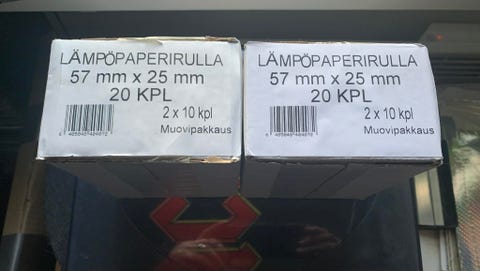 LÄMPÖPAPERIRULLA
57 mm x 25 mm
20 KPL
2 x 10 kpl
Muovipakkaus
LÄMPÖPAPERIRULLA
57 mm x 25 mm
20 KPL
2 x 10 kpl
Muovipakkaus